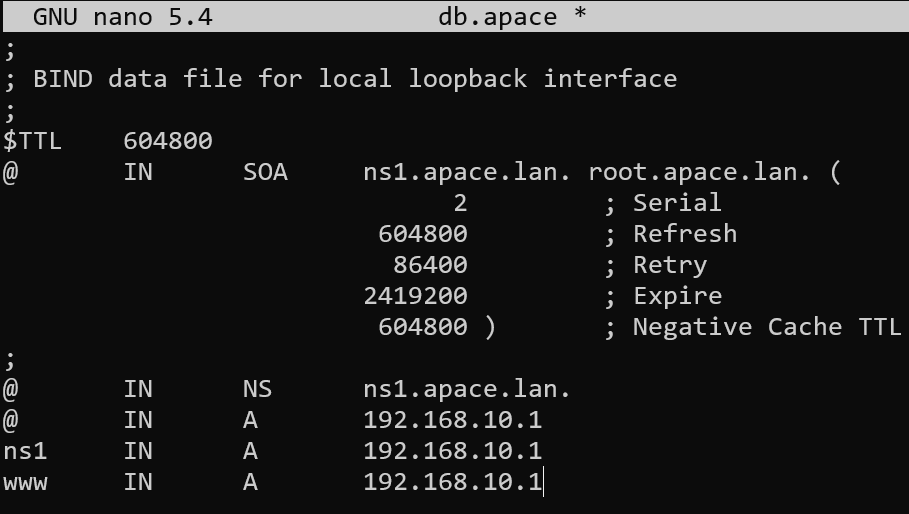 GNU nano 5.4 db.apace *
;
; BIND data file for local loopback interface
;
$TTL 604800
@ IN SOA ns1.apace.lan. root.apace.lan. (
2 ; Serial
604800 ; Refresh
86400 ; Retry
2419200 ; Expire
604800 ) ; Negative Cache TTL
;
@ IN NS ns1.apace.lan.
@ IN A 192.168.10.1
ns1 IN A 192.168.10.1
www IN A 192.168.10.1